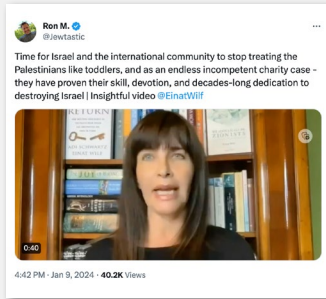 Ron M.
@Jewtastic
Time for Israel and the international community to stop treating the
Palestinians like toddlers, and as an endless incompetent charity case -
they have proven their skill, devotion, and decades-long dedication to
destroying Israel | Insightful video @EinatWilf
RETURN
0:40
4:42 PM · Jan 9, 2024 · 40.2K Views